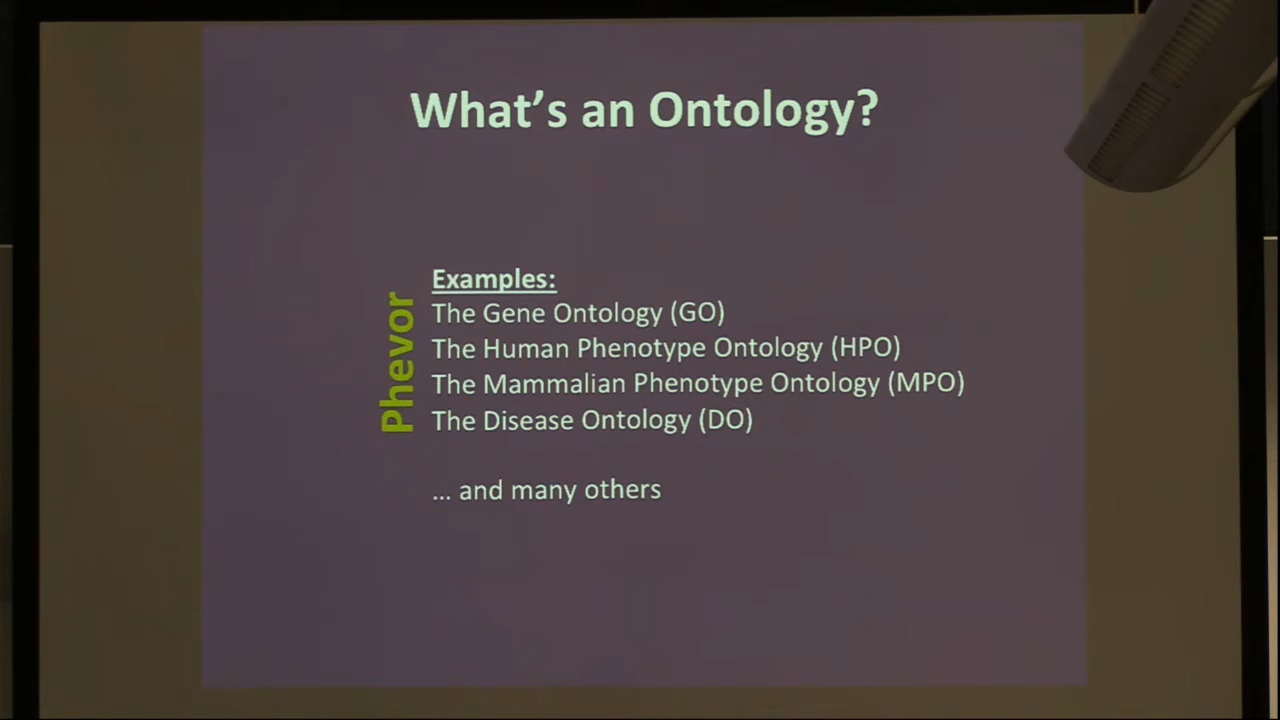 What's an Ontology?
Phevor
Examples:
The Gene Ontology (GO)
The Human Phenotype Ontology (HPO)
The Mammalian Phenotype Ontology (MPO)
The Disease Ontology (DO)
... and many others